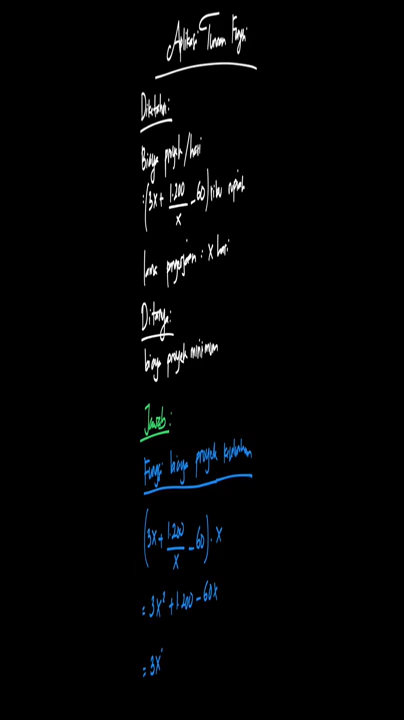 Aplikasi Turunan Fungsi
Diketahui:
Biaya proyek/hari
: (3x + 1.200/x - 60) ribu rupiah
lama pengerjaan : x hari
Ditanya:
biaya proyek minimum
Jawab:
Fungsi biaya proyek keseluruhan
(3x + 1.200/x - 60) . x
= 3x² + 1.200 - 60x
= 3x